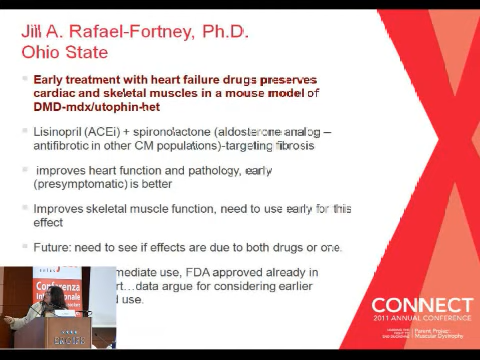 Jill A. Rafael-Fortney, Ph.D.
Ohio State
Early treatment with heart failure drugs preserves
cardiac and skeletal muscles in a mouse model of
DMD-mdx/utophin-het
Lisinopril (ACEi) + spironolactone (aldosterone analog –
antifibrotic in other CM populations)-targeting fibrosis
improves heart function and pathology, early
(presymptomatic) is better
Improves skeletal muscle function, need to use early for this
effect
Future: need to see if effects are due to both drugs or one.
mediate use, FDA approved already in
data argue for considering earlier
use.
Conferenza
CONNECT
2011 ANNUAL CONFERENCE
Parent Project
Muscular Dystrophy